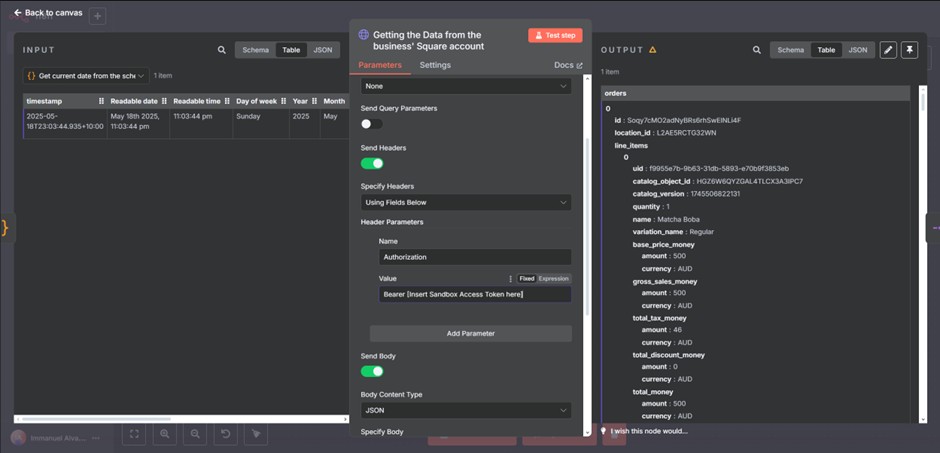 Back to canvas
INPUT
Schema
Table
JSON
Get current date from the sche
1 item
timestamp
Readable date
Readable time
Day of week
Year
Month
2025-05-
18T23:03:44.935+10:00
May 18th 2025,
11:03:44 pm
11:03:44 pm
Sunday
2025
May
Getting the Data from the
business' Square account
Test step
Parameters
Settings
Docs
None
Send Query Parameters
Send Headers
Specify Headers
Using Fields Below
Header Parameters
Name
Authorization
Value
Fixed
Expression
Bearer [Insert Sandbox Access Token here]
Add Parameter
Send Body
Body Content Type
JSON
Specify Body
OUTPUT
Schema
Table
JSON
1 item
orders
0
id : Soqy7cMO2adNyBRs6rhSwEINLi4F
location_id : L2AE5RCTG32WN
line_items
0
uid : f9955e7b-9b63-31db-5893-e70b9f3853eb
catalog_object_id : HGZ6W6QYZGAL4TLCX3A3IPC7
catalog_version : 1745506822131
quantity : 1
name : Matcha Boba
variation_name : Regular
base_price_money
amount : 500
currency : AUD
gross_sales_money
amount : 500
currency : AUD
total_tax_money
amount : 46
currency : AUD
total_discount_money
amount : 0
currency : AUD
total_money
amount : 500
currency : AUD
I wish this node would...
Immanuel Alva...